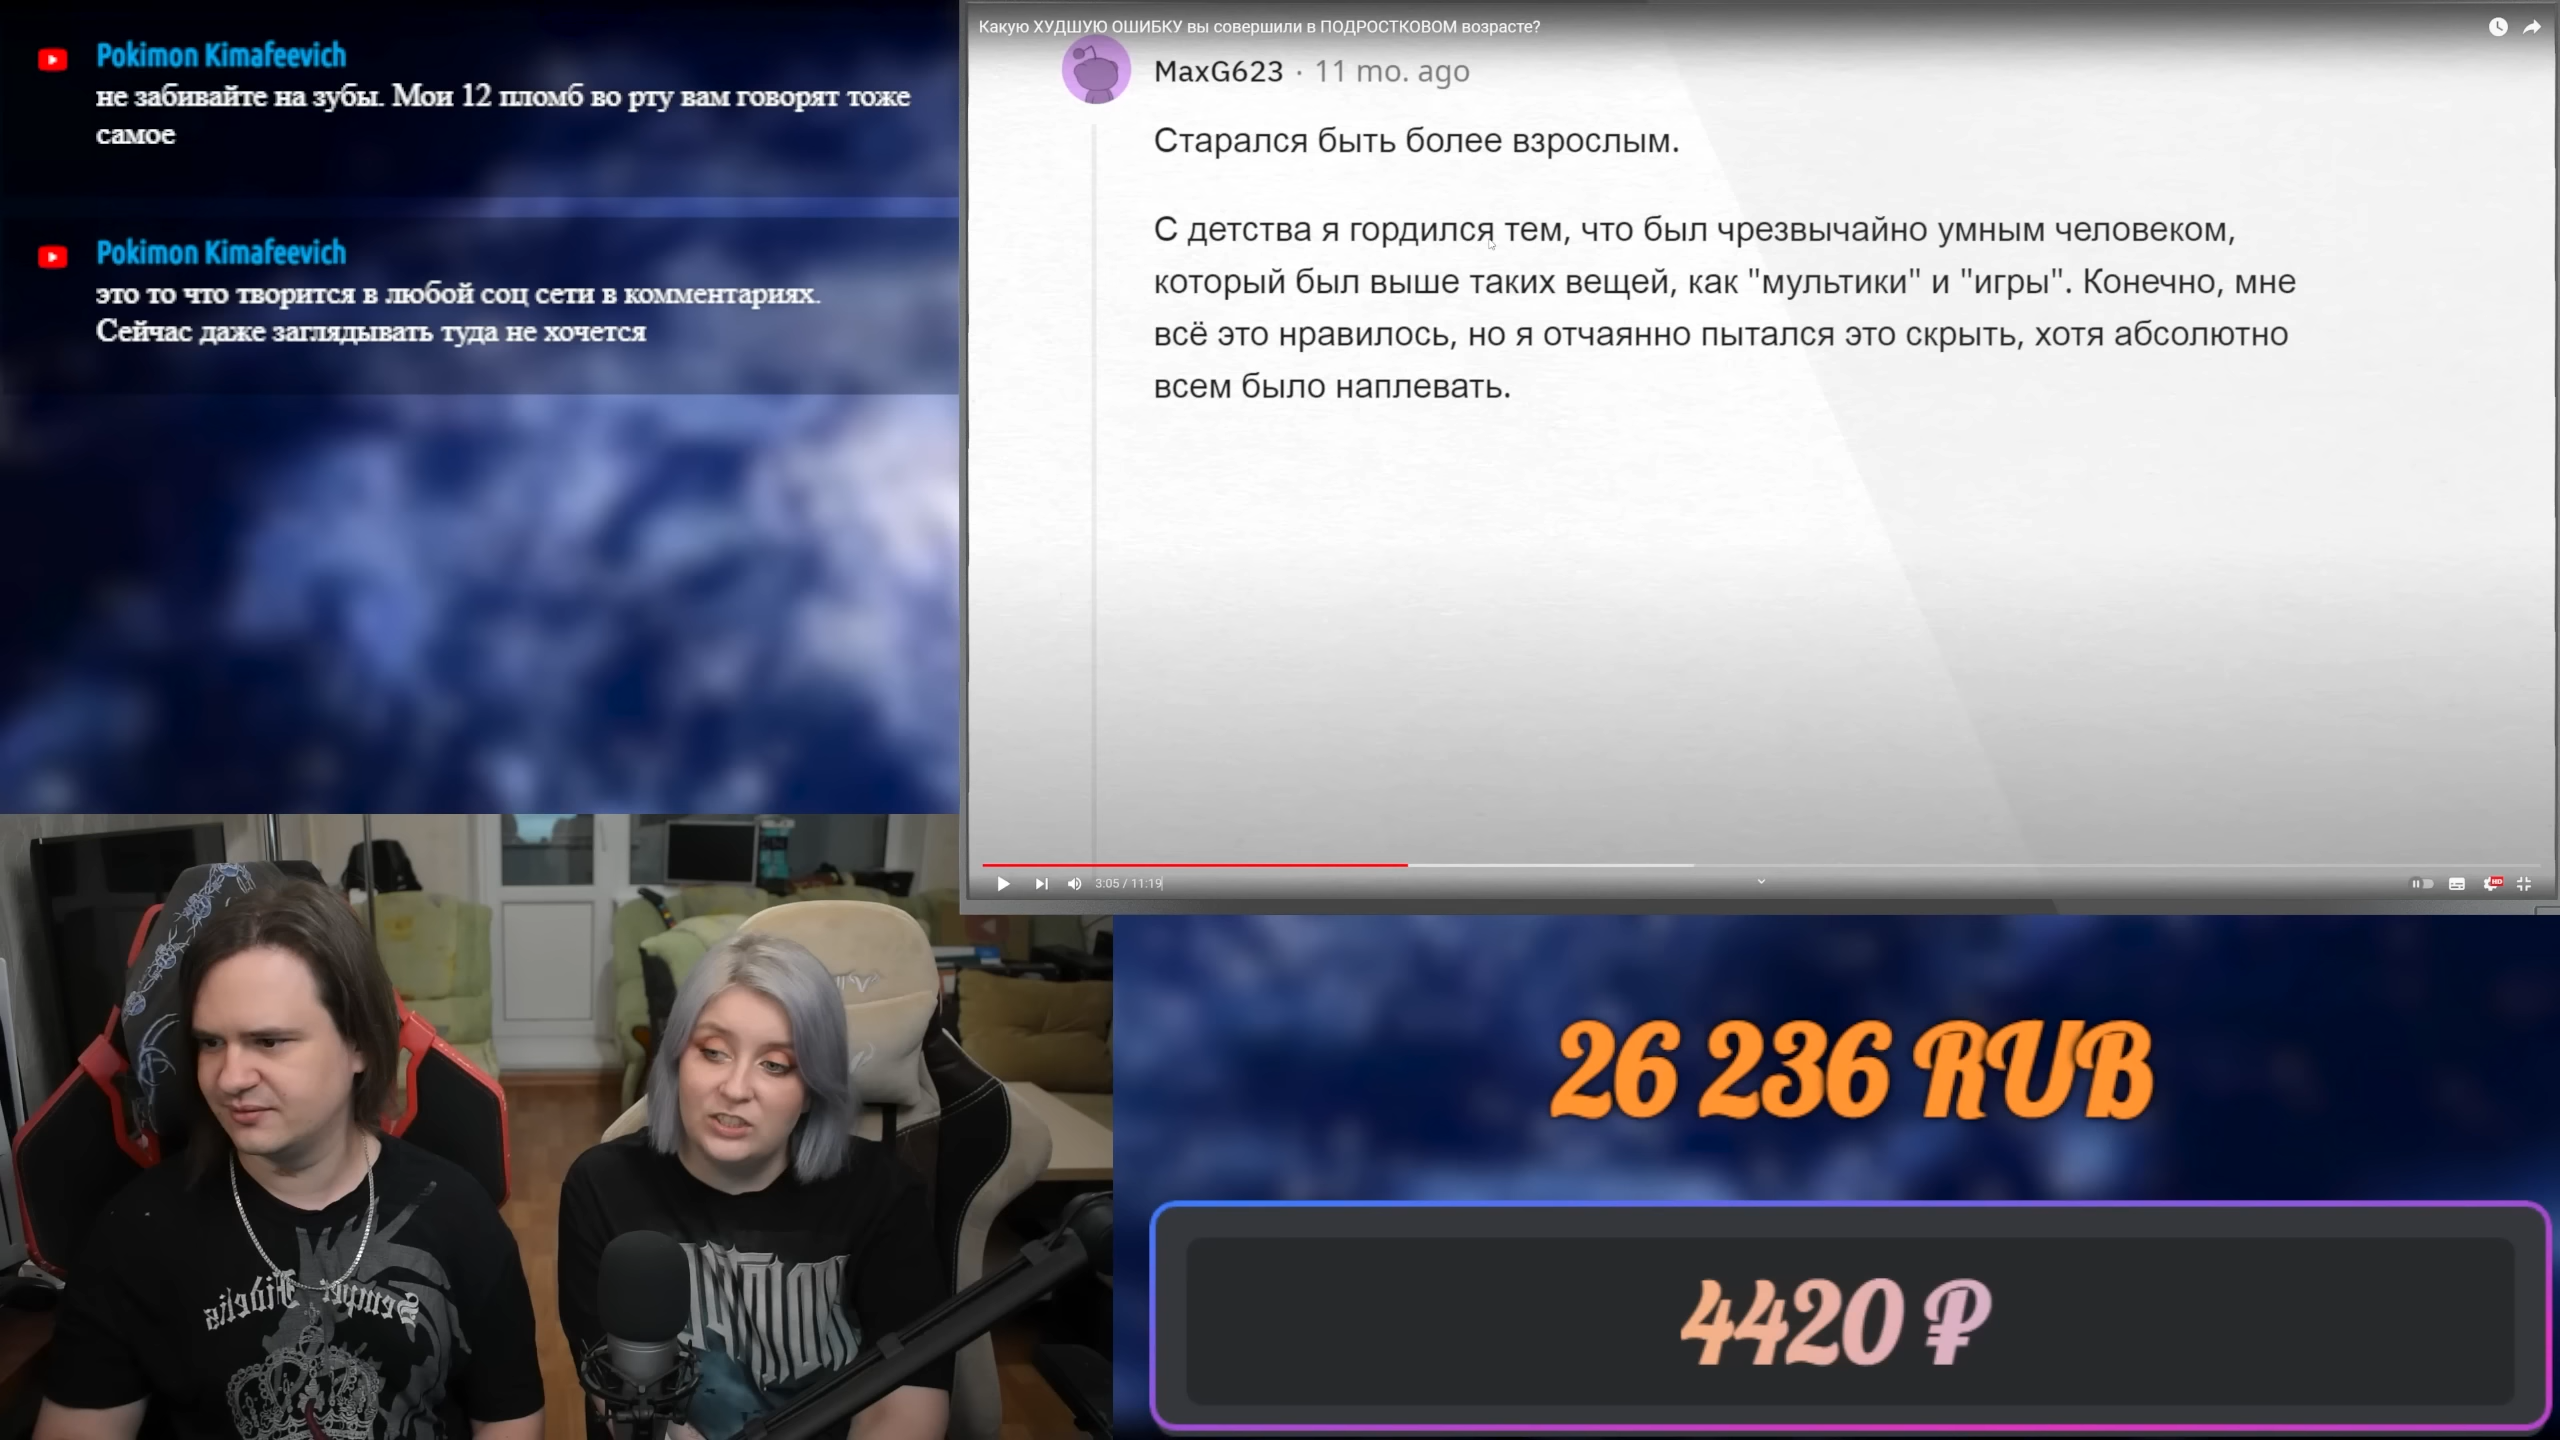 Pokimon Kimafeevich
не забивайте на зубы. Мои 12 пломб во рту вам говорят тоже
самое
Pokimon Kimafeevich
это то что творится в любой соц сети в комментариях.
Сейчас даже заглядывать туда не хочется
Какую ХУДШУЮ ОШИБКУ вы совершили в ПОДРОСТКОВОМ возрасте?
MaxG623 · 11 mo. ago
Старался быть более взрослым.
С детства я гордился тем, что был чрезвычайно умным человеком,
который был выше таких вещей, как "мультики" и "игры". Конечно, мне
всё это нравилось, но я отчаянно пытался это скрыть, хотя абсолютно
всем было наплевать.
3:05 / 11:19
HD
Semper Fidelis
26 236 RUB
4420 ₽